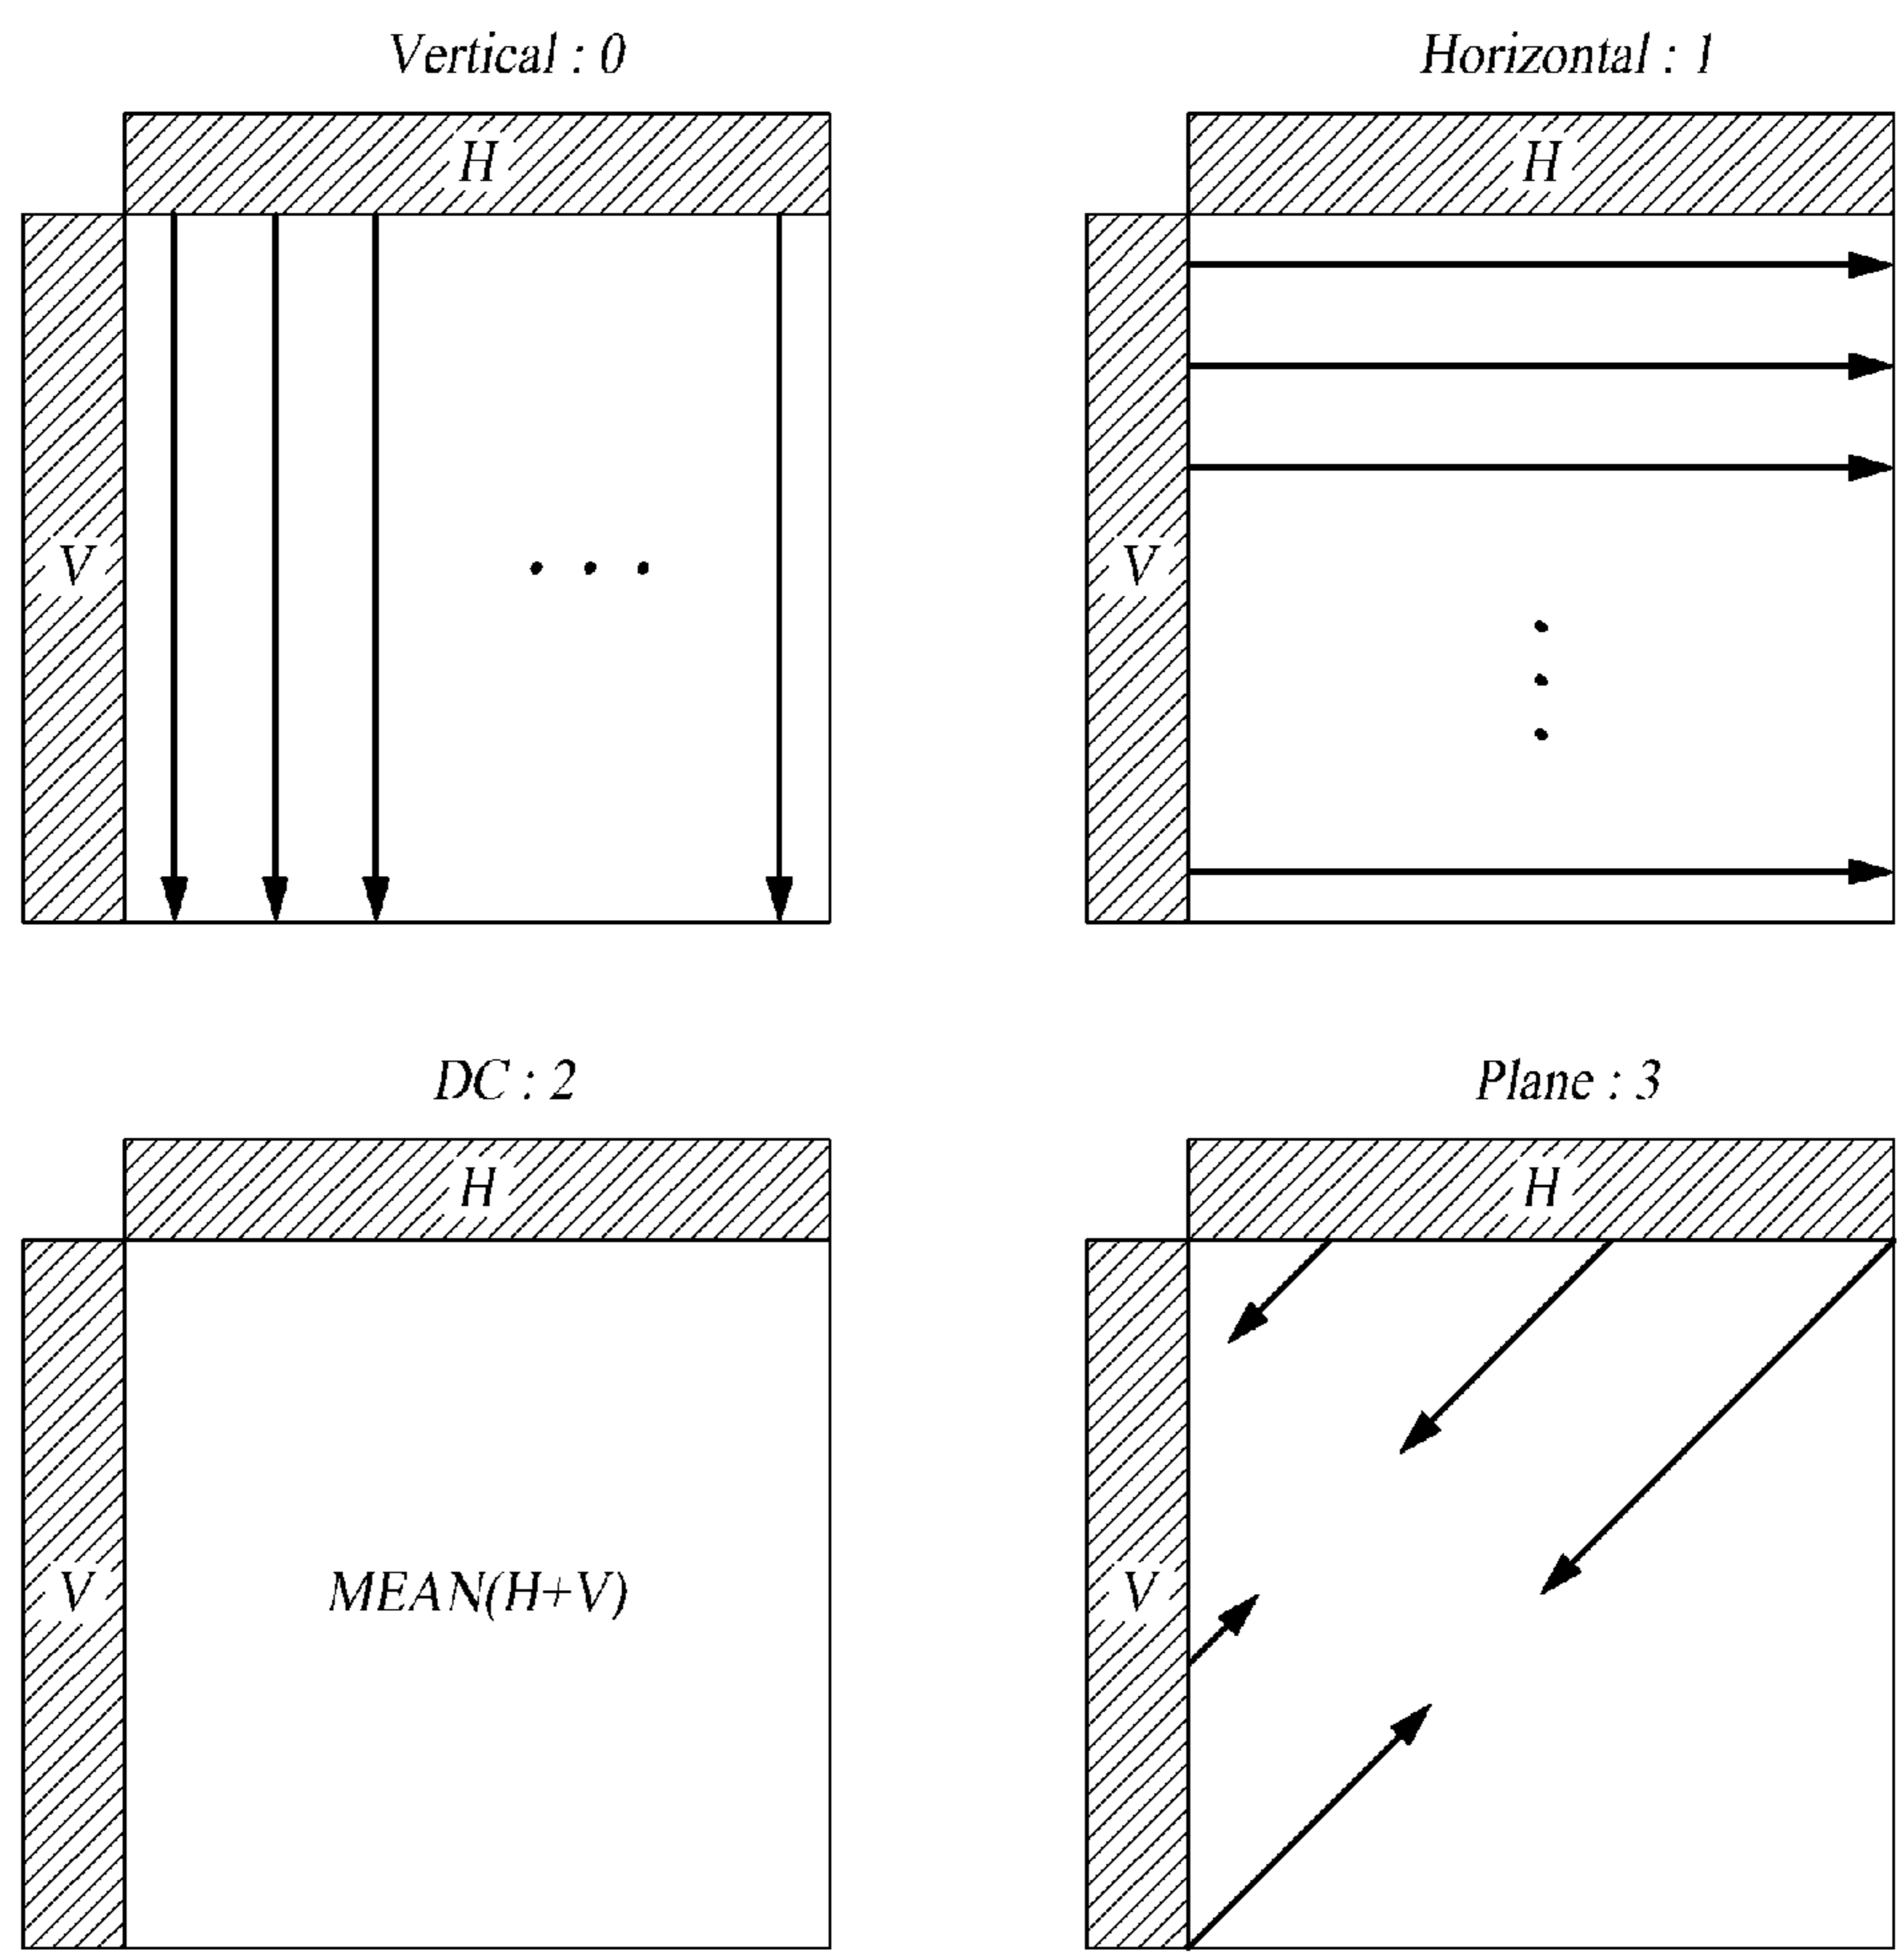 Vertical : 0
H
V
Horizontal : 1
H
V
DC : 2
H
V
MEAN(H+V)
Plane : 3
H
V